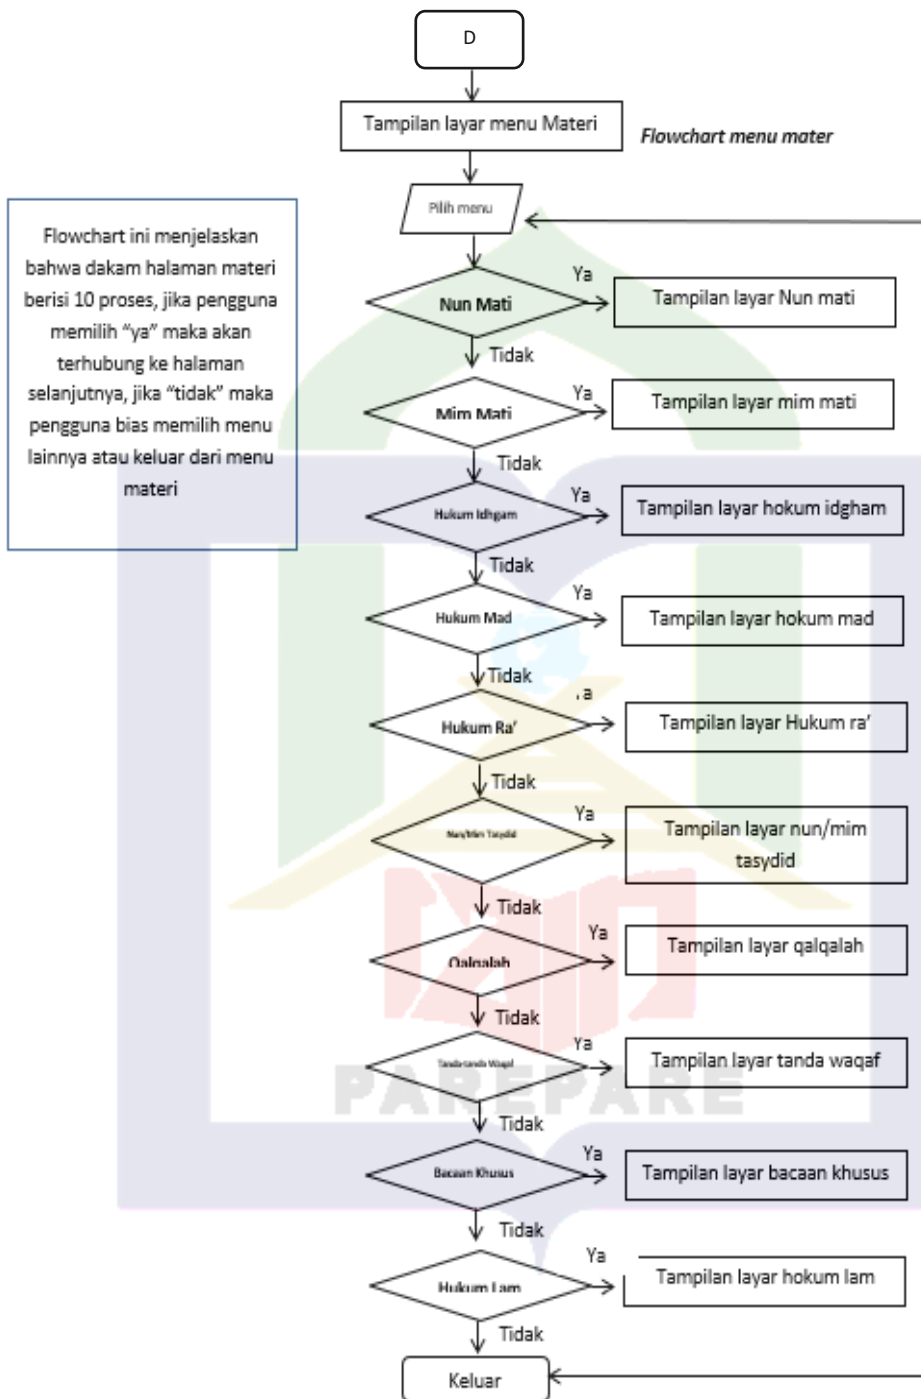 D
Tampilan layar menu Materi
Flowchart menu mater
Pilih menu
Flowchart ini menjelaskan
bahwa dakam halaman materi
berisi 10 proses, jika pengguna
memilih “ya” maka akan
terhubung ke halaman
selanjutnya, jika “tidak” maka
pengguna bias memilih menu
lainnya atau keluar dari menu
materi
Nun Mati
Ya
Tampilan layar Nun mati
Tidak
Mim Mati
Ya
Tampilan layar mim mati
Tidak
Hukum Idhgam
Ya
Tampilan layar hokum idgham
Tidak
Hukum Mad
Ya
Tampilan layar hokum mad
Tidak
Hukum Ra’
a
Tampilan layar Hukum ra’
Tidak
Nun/Mim Tasydid
Ya
Tampilan layar nun/mim
tasydid
Tidak
Qalqalah
Ya
Tampilan layar qalqalah
Tidak
Tanda-tanda Waqaf
Ya
Tampilan layar tanda waqaf
PAREPARE
Tidak
Bacaan Khusus
Ya
Tampilan layar bacaan khusus
Tidak
Hukum Lam
Ya
Tampilan layar hokum lam
Tidak
Keluar